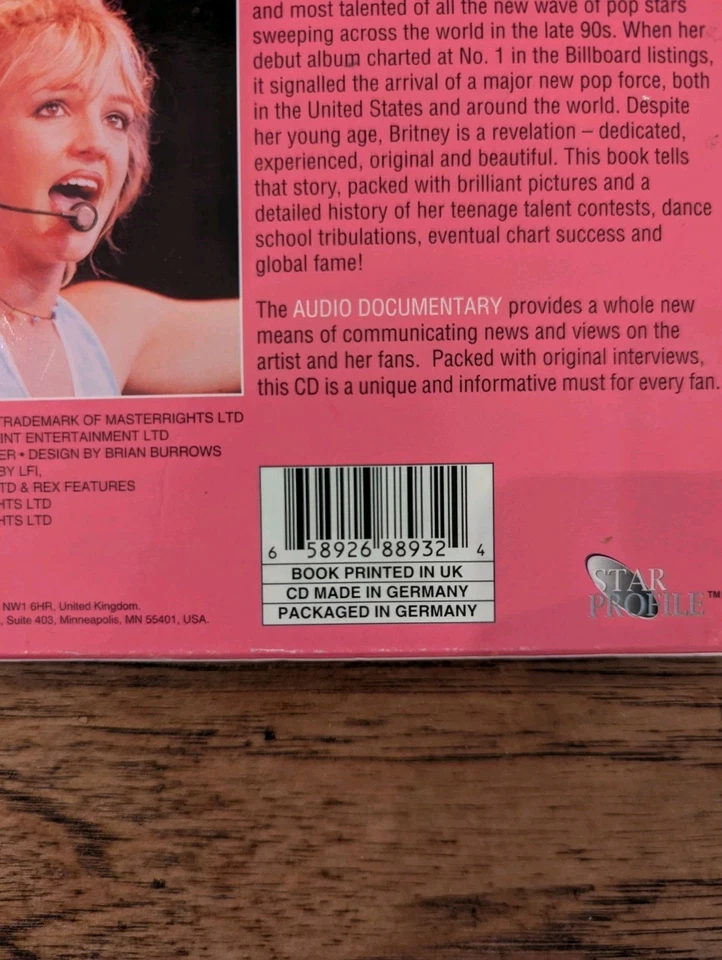 and most talented of all the new wave of pop stars
sweeping across the world in the late 90s. When her
debut album charted at No. 1 in the Billboard listings,
it signalled the arrival of a major new pop force, both
in the United States and around the world. Despite
her young age, Britney is a revelation – dedicated,
experienced, original and beautiful. This book tells
that story, packed with brilliant pictures and a
detailed history of her teenage talent contests, dance
school tribulations, eventual chart success and
global fame!
The AUDIO DOCUMENTARY provides a whole new
means of communicating news and views on the
artist and her fans. Packed with original interviews,
this CD is a unique and informative must for every fan.
TRADEMARK OF MASTERRIGHTS LTD
INT ENTERTAINMENT LTD
ER • DESIGN BY BRIAN BURROWS
BY LFI,
TD & REX FEATURES
HTS LTD
HTS LTD
NW1 6HR, United Kingdom.
, Suite 403, Minneapolis, MN 55401, USA.
6 58926 88932 4
BOOK PRINTED IN UK
CD MADE IN GERMANY
PACKAGED IN GERMANY
STAR
PROFILE™